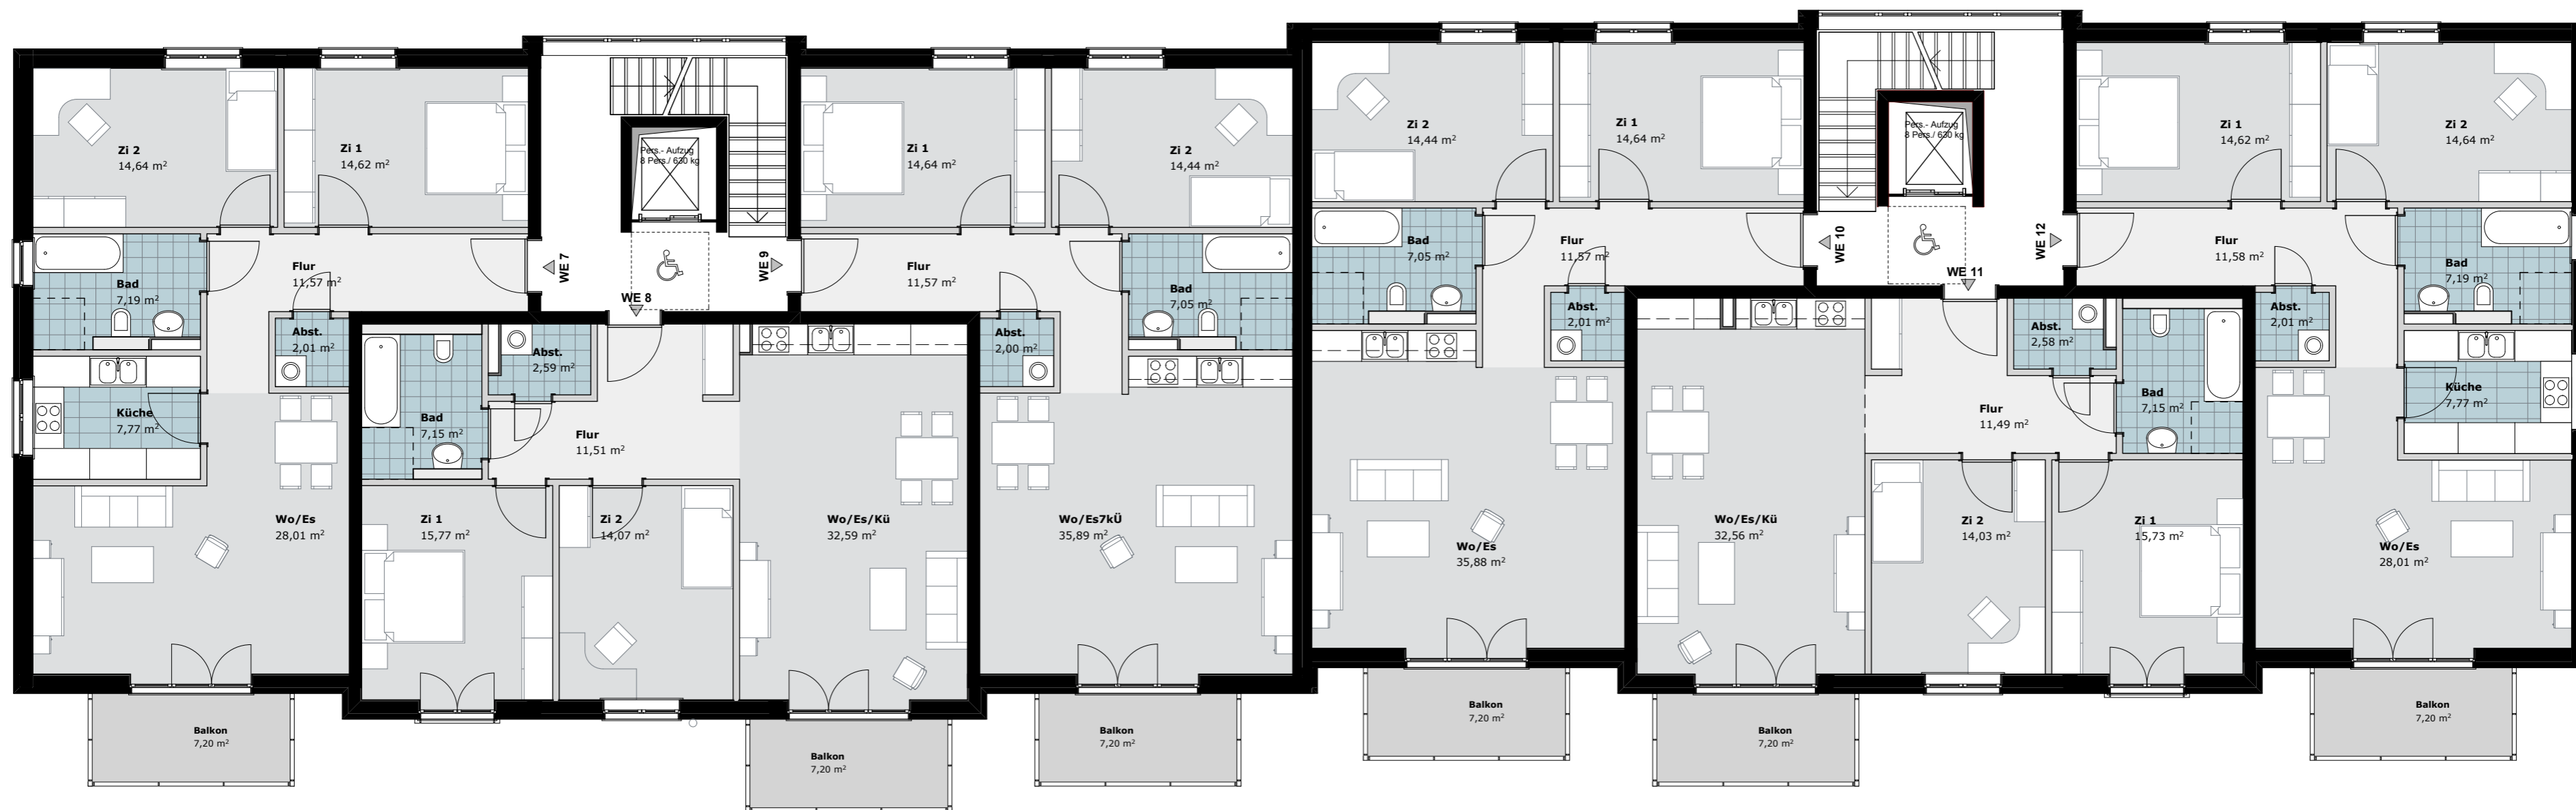 Zi 2
14,64 m²
Zi 1
14,62 m²
Pers.- Aufzug
8 Pers./ 630 kg
Zi 1
14,64 m²
Zi 2
14,44 m²
Bad
7,19 m²
Flur
11,57 m²
WE 7
WE 8
WE 9
Flur
11,57 m²
Bad
7,05 m²
Abst.
2,01 m²
Abst.
2,59 m²
Abst.
2,00 m²
Küche
7,77 m²
Bad
7,15 m²
Flur
11,51 m²
Wo/Es
28,01 m²
Zi 1
15,77 m²
Zi 2
14,07 m²
Wo/Es/Kü
32,59 m²
Wo/Es7kÜ
35,89 m²
Balkon
7,20 m²
Balkon
7,20 m²
Balkon
7,20 m²
Zi 2
14,44 m²
Zi 1
14,64 m²
Pers.- Aufzug
8 Pers./ 630 kg
Zi 1
14,62 m²
Zi 2
14,64 m²
Bad
7,05 m²
Flur
11,57 m²
WE 10
WE 11
WE 12
Flur
11,58 m²
Bad
7,19 m²
Abst.
2,01 m²
Abst.
2,58 m²
Abst.
2,01 m²
Flur
11,49 m²
Bad
7,15 m²
Küche
7,77 m²
Wo/Es
35,88 m²
Wo/Es/Kü
32,56 m²
Zi 2
14,03 m²
Zi 1
15,73 m²
Wo/Es
28,01 m²
Balkon
7,20 m²
Balkon
7,20 m²
Balkon
7,20 m²